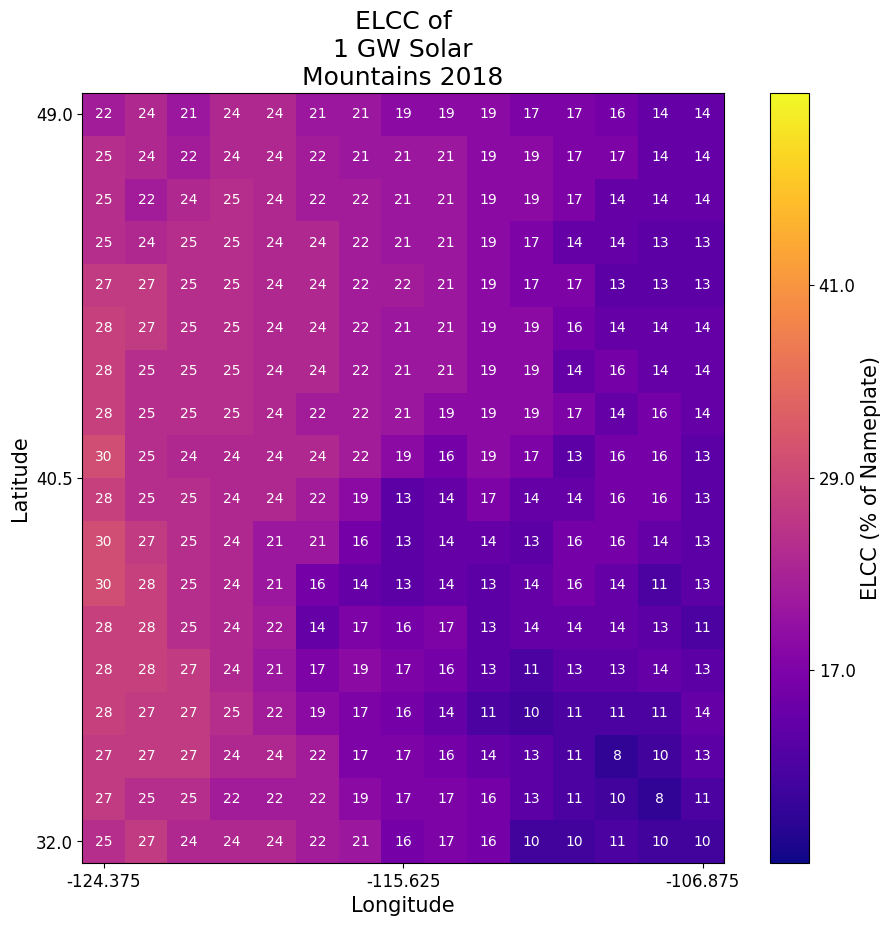 ELCC of
1 GW Solar
Mountains 2018
49.0
22 24 21 24 24 21 21 19 19 19 17 17 16 14 14
25 24 22 24 24 22 21 21 21 19 19 17 17 14 14
25 22 24 25 24 22 22 21 21 19 19 17 14 14 14
25 24 25 25 24 24 22 21 21 19 17 14 14 13 13
27 27 25 25 24 24 22 22 21 19 17 17 13 13 13
28 27 25 25 24 24 22 21 21 19 19 16 14 14 14
28 25 25 25 24 24 22 21 21 19 19 14 16 14 14
28 25 25 25 24 22 22 21 19 19 19 17 14 16 14
30 25 24 24 24 24 22 19 16 19 17 13 16 16 13
40.5
28 25 25 24 24 22 19 13 14 17 14 14 16 16 13
30 27 25 24 21 21 16 13 14 14 13 16 16 14 13
30 28 25 24 21 16 14 13 14 13 14 16 14 11 13
28 28 25 24 22 14 17 16 17 13 14 14 14 13 11
28 28 27 24 21 17 19 17 16 13 11 13 13 14 13
28 27 27 25 22 19 17 16 14 11 10 11 11 11 14
27 27 27 24 24 22 17 17 16 14 13 11 8 10 13
27 25 25 22 22 22 19 17 17 16 13 11 10 8 11
32.0
25 27 24 24 24 22 21 16 17 16 10 10 11 10 10
-124.375 -115.625 -106.875
Longitude
Latitude
41.0
29.0
17.0
ELCC (% of Nameplate)